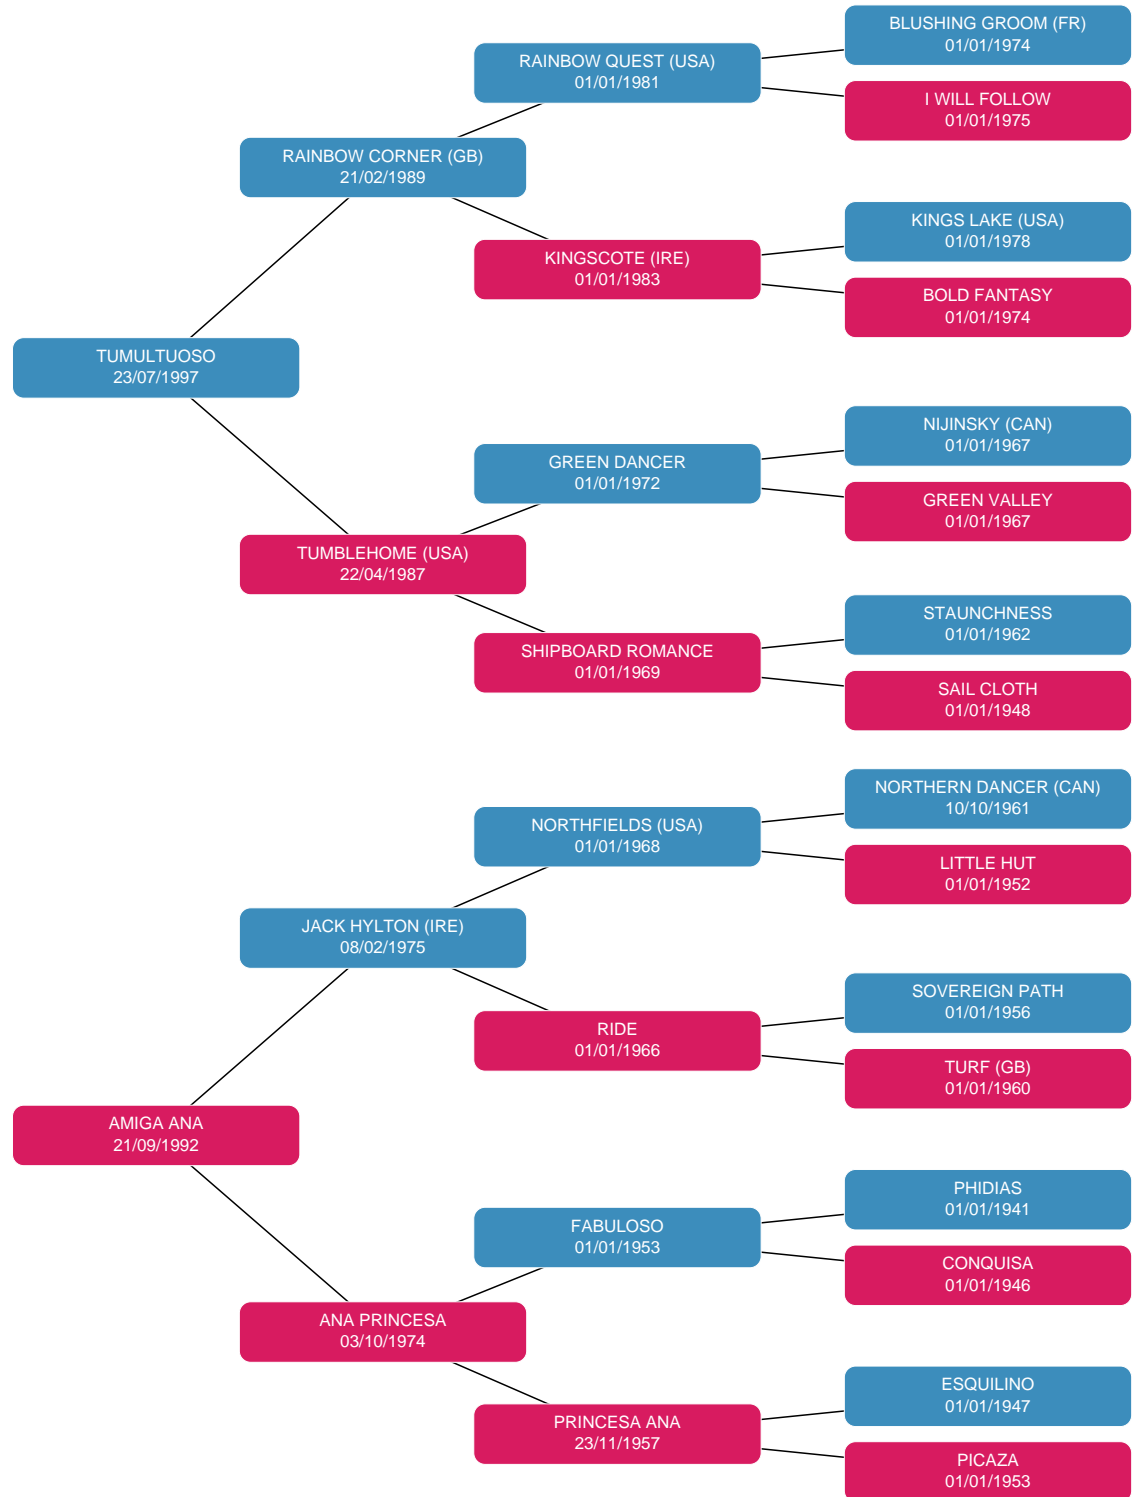 BLUSHING GROOM (FR)
01/01/1974
RAINBOW QUEST (USA)
01/01/1981
I WILL FOLLOW
01/01/1975
RAINBOW CORNER (GB)
21/02/1989
KINGS LAKE (USA)
01/01/1978
KINGSCOTE (IRE)
01/01/1983
BOLD FANTASY
01/01/1974
TUMULTUOSO
23/07/1997
NIJINSKY (CAN)
01/01/1967
GREEN DANCER
01/01/1972
GREEN VALLEY
01/01/1967
TUMBLEHOME (USA)
22/04/1987
STAUNCHNESS
01/01/1962
SHIPBOARD ROMANCE
01/01/1969
SAIL CLOTH
01/01/1948
NORTHERN DANCER (CAN)
10/10/1961
NORTHFIELDS (USA)
01/01/1968
LITTLE HUT
01/01/1952
JACK HYLTON (IRE)
08/02/1975
SOVEREIGN PATH
01/01/1956
RIDE
01/01/1966
TURF (GB)
01/01/1960
AMIGA ANA
21/09/1992
PHIDIAS
01/01/1941
FABULOSO
01/01/1953
CONQUISA
01/01/1946
ANA PRINCESA
03/10/1974
ESQUILINO
01/01/1947
PRINCESA ANA
23/11/1957
PICAZA
01/01/1953